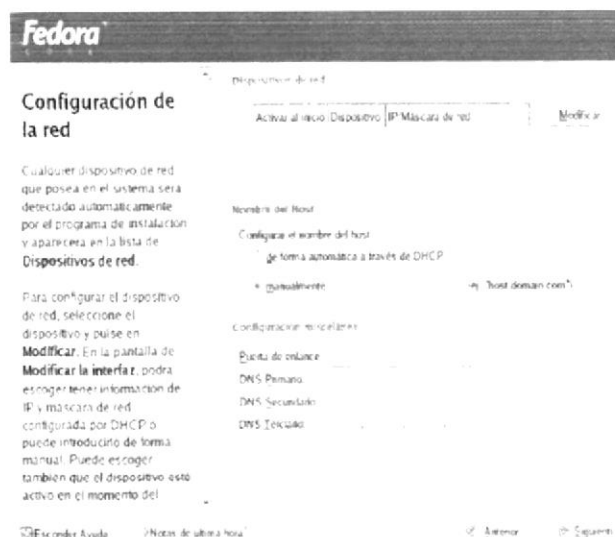 Fedora
Configuración de
la red
Cualquier dispositivo de red
que posea en el sistema será
detectado automáticamente
por el programa de instalación
y aparecerá en la lista de
Dispositivos de red.
Para configurar el dispositivo
de red, seleccione el
dispositivo y pulse en
Modificar. En la pantalla de
Modificar la interfaz, podrá
escoger tener información de
IP y máscara de red
configurada por DHCP o
puede introducirlo de forma
manual. Puede escoger
también que el dispositivo esté
activo en el momento del
Dispositivos de red
Activar al inicio Dispositivo IP/Máscara de red
Modificar
Nombre del Host
Configurar el nombre del host:
de forma automática a través de DHCP
manualmente
"host.domain.com")
Configuración miscelánea
Puerta de enlace
DNS Primario
DNS Secundario
DNS Terciario
Esconder Ayuda
Notas de última hora
Anterior